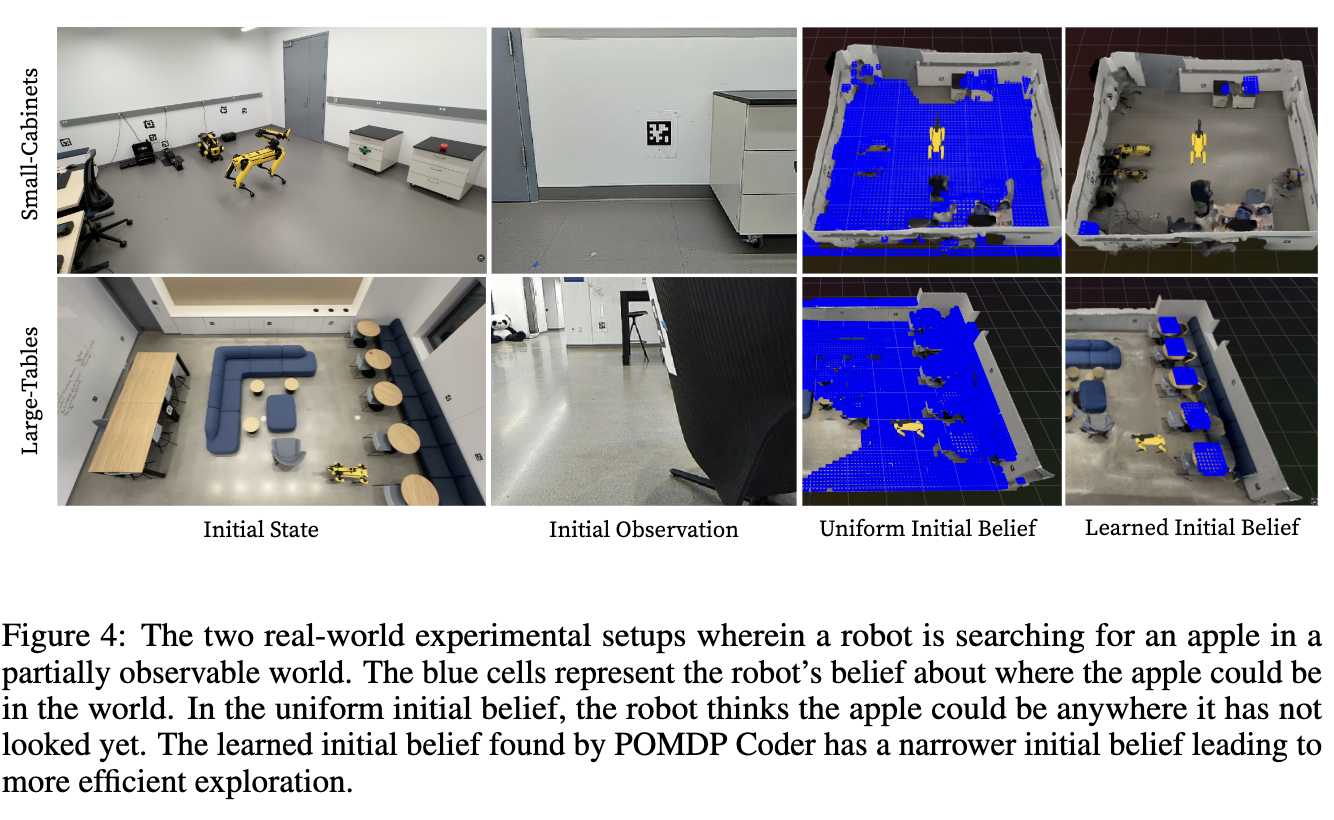 Small-Cabinets
Large-Tables
Initial State
Initial Observation
Uniform Initial Belief
Learned Initial Belief
Figure 4: The two real-world experimental setups wherein a robot is searching for an apple in a
partially observable world. The blue cells represent the robot's belief about where the apple could be
in the world. In the uniform initial belief, the robot thinks the apple could be anywhere it has not
looked yet. The learned initial belief found by POMDP Coder has a narrower initial belief leading to
more efficient exploration.